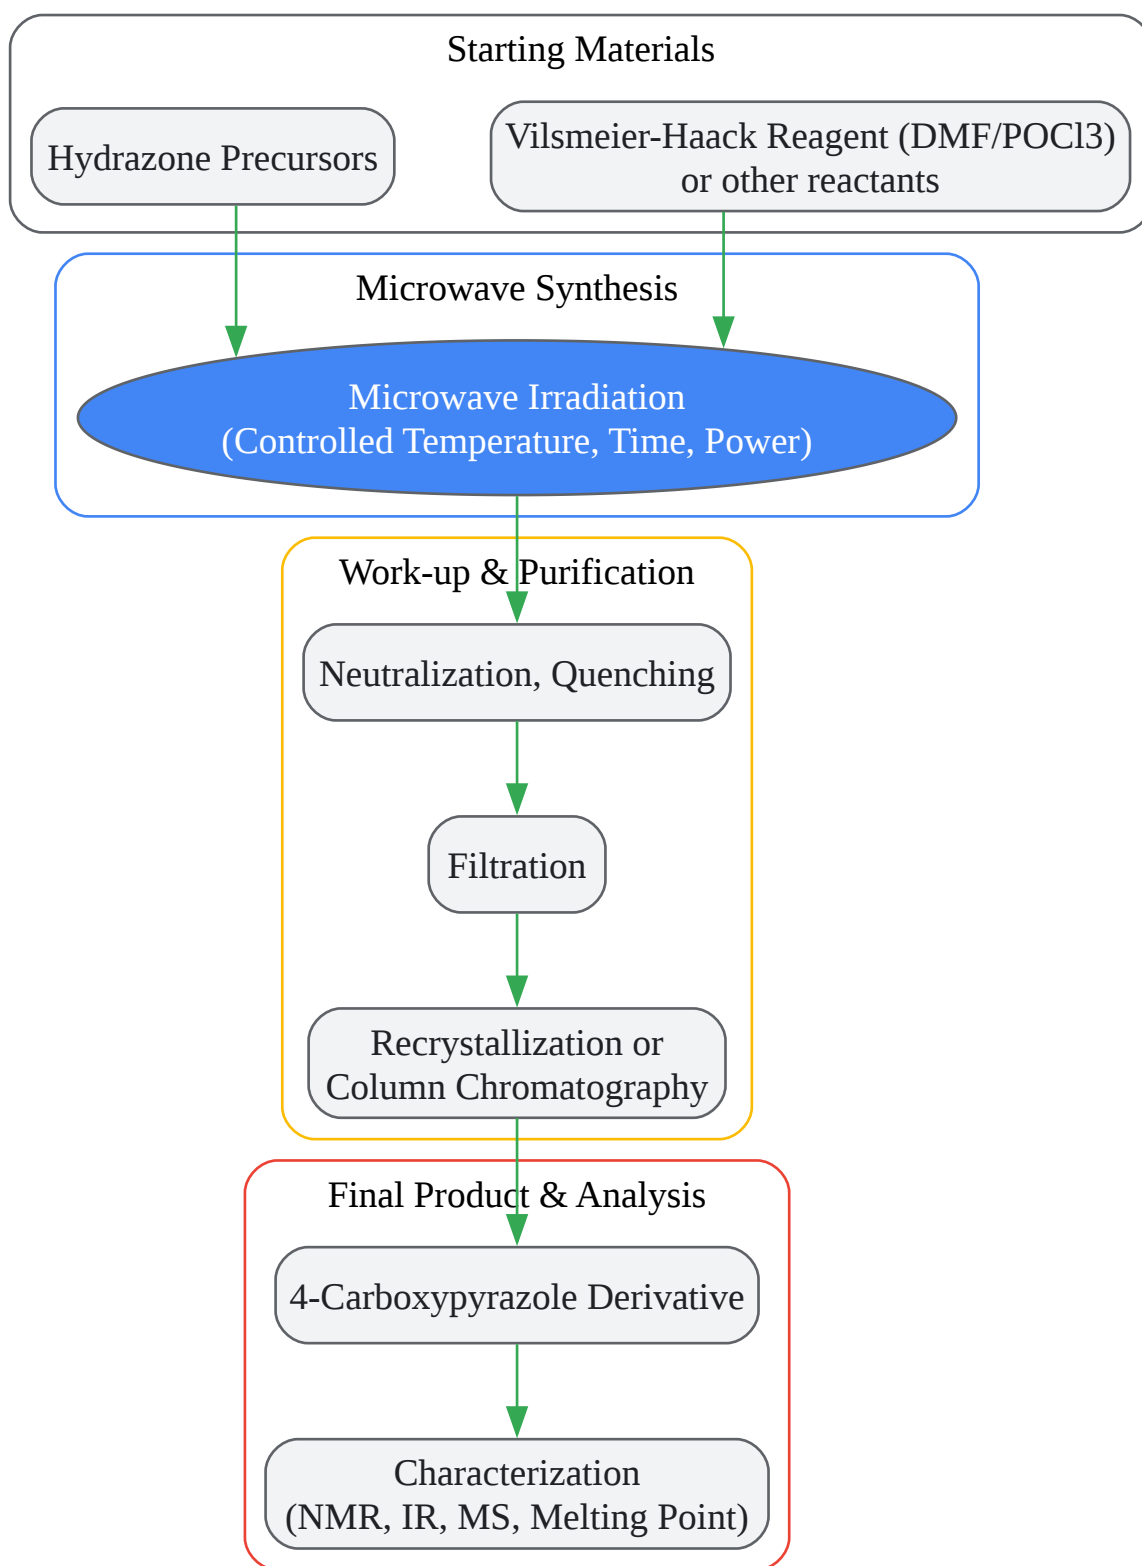 Starting Materials
Hydrazone Precursors
Vilsmeier-Haack Reagent (DMF/POCl3)
or other reactants
Microwave Synthesis
Microwave Irradiation
(Controlled Temperature, Time, Power)
Work-up & Purification
Neutralization, Quenching
Filtration
Recrystallization or
Column Chromatography
Final Product & Analysis
4-Carboxypyrazole Derivative
Characterization
(NMR, IR, MS, Melting Point)